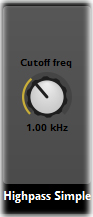 Cutoff freq
1.00 kHz
Highpass Simple